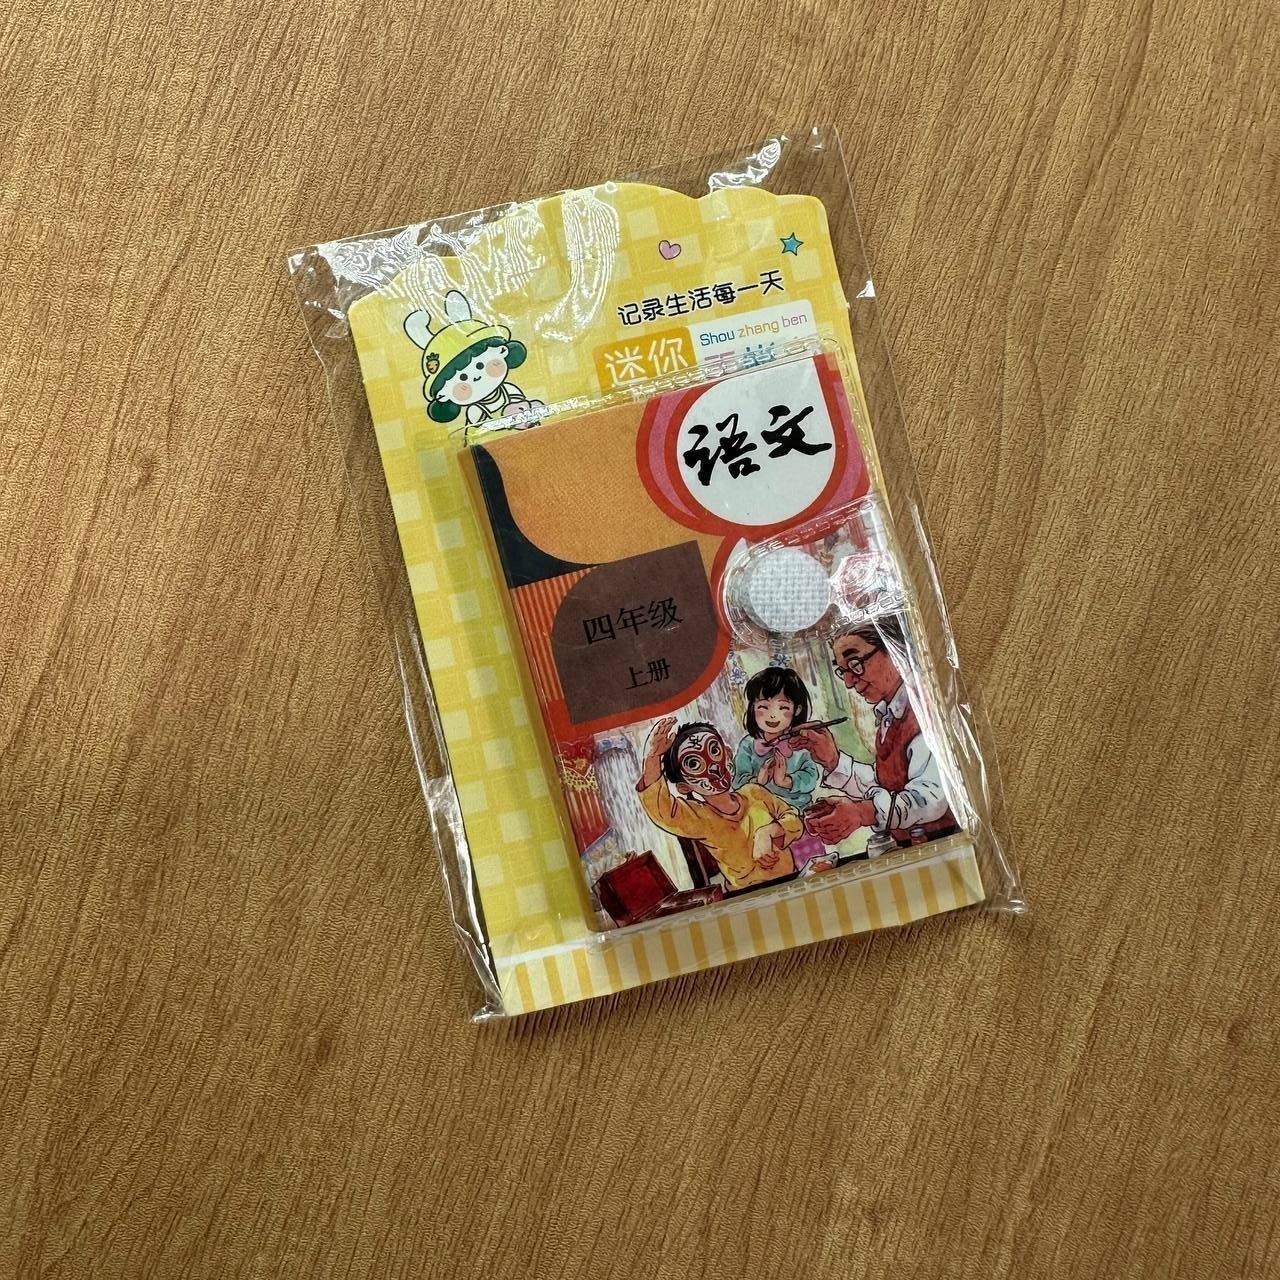 记录生活每一天
迷你
Shou zhang ben
语文
四年级
上册